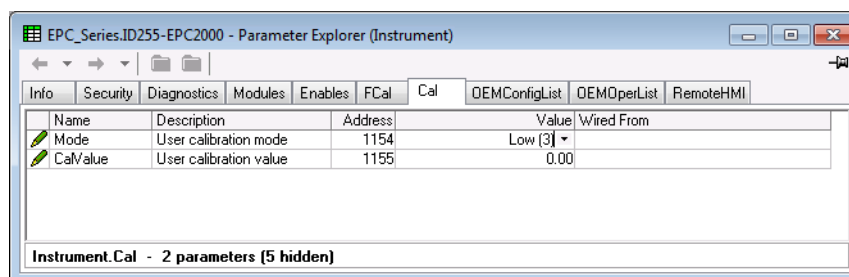 EPC_Series.ID255-EPC2000 - Parameter Explorer (Instrument)
Info Security Diagnostics Modules Enables FCal Cal OEMConfigList OEMOperList RemoteHMI
Name Description Address Value Wired From
Mode User calibration mode 1154 Low (3)
CalValue User calibration value 1155 0.00
Instrument.Cal - 2 parameters (5 hidden)